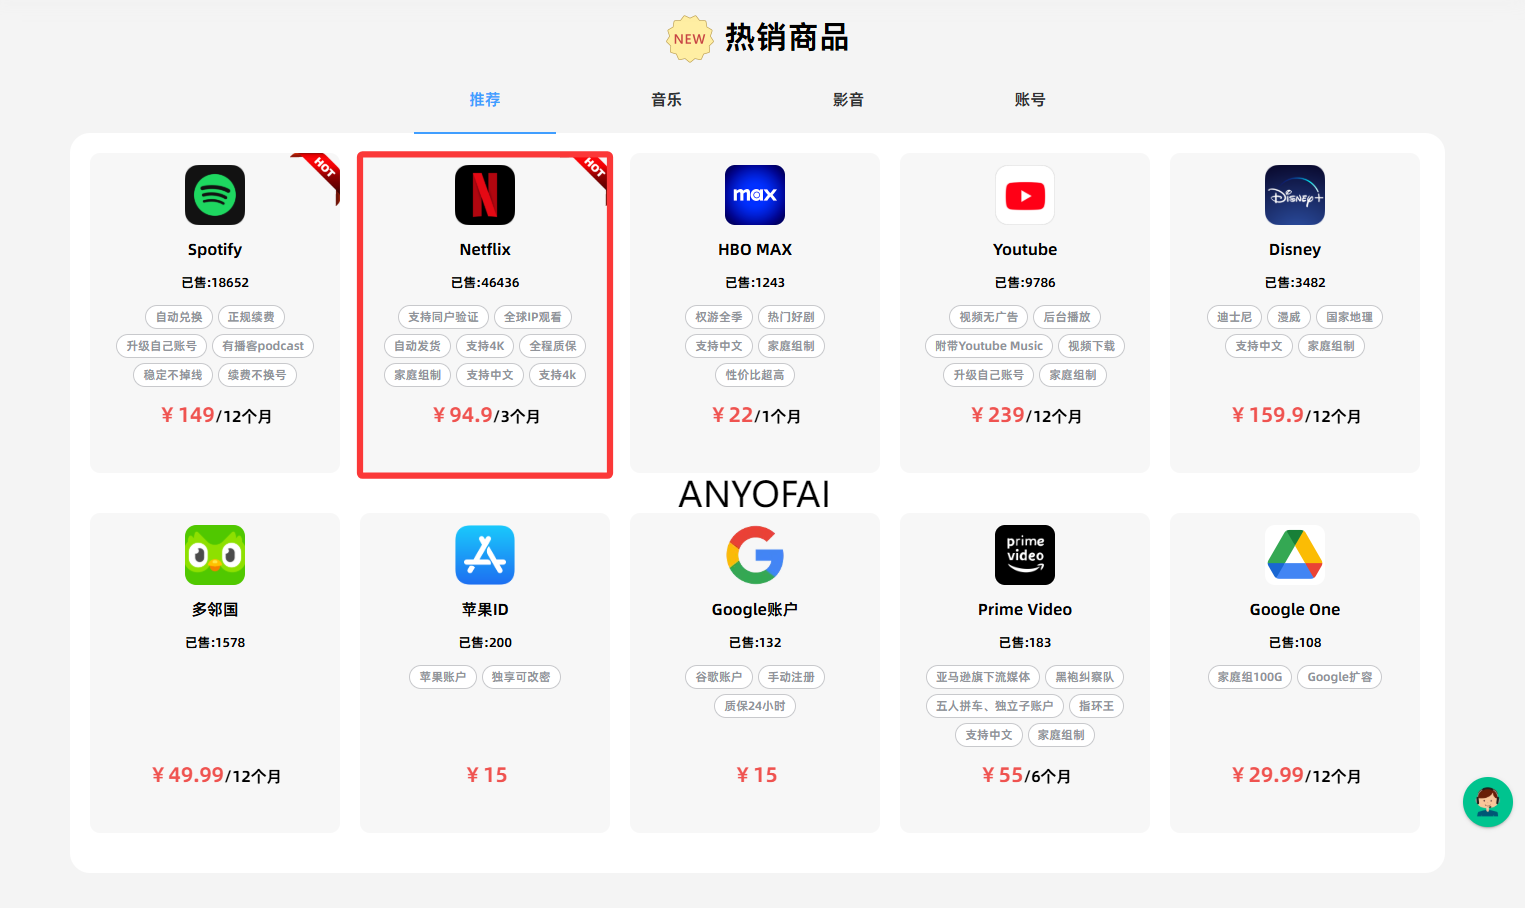 NEW 热销商品
推荐 音乐 影音 账号
HOT
Spotify
已售:18652
自动兑换 正规续费
升级自己账号 有播客podcast
稳定不掉线 续费不换号
¥149/12个月
HOT
Netflix
已售:46436
支持同户验证 全球IP观看
自动发货 支持4K 全程质保
家庭组制 支持中文 支持4k
¥94.9/3个月
max
HBO MAX
已售:1243
权游全季 热门好剧
支持中文 家庭组制
性价比超高
¥22/1个月
Youtube
已售:9786
视频无广告 后台播放
附带Youtube Music 视频下载
升级自己账号 家庭组制
¥239/12个月
Disney+
Disney
已售:3482
迪士尼 漫威 国家地理
支持中文 家庭组制
¥159.9/12个月
ANYOFAI
多邻国
已售:1578
¥49.99/12个月
苹果ID
已售:200
苹果账户 独享可改密
¥15
Google账户
已售:132
谷歌账户 手动注册
质保24小时
¥15
prime
video
Prime Video
已售:183
亚马逊旗下流媒体 黑袍纠察队
五人拼车、独立子账户 指环王
支持中文 家庭组制
¥55/6个月
Google One
已售:108
家庭组100G Google扩容
¥29.99/12个月